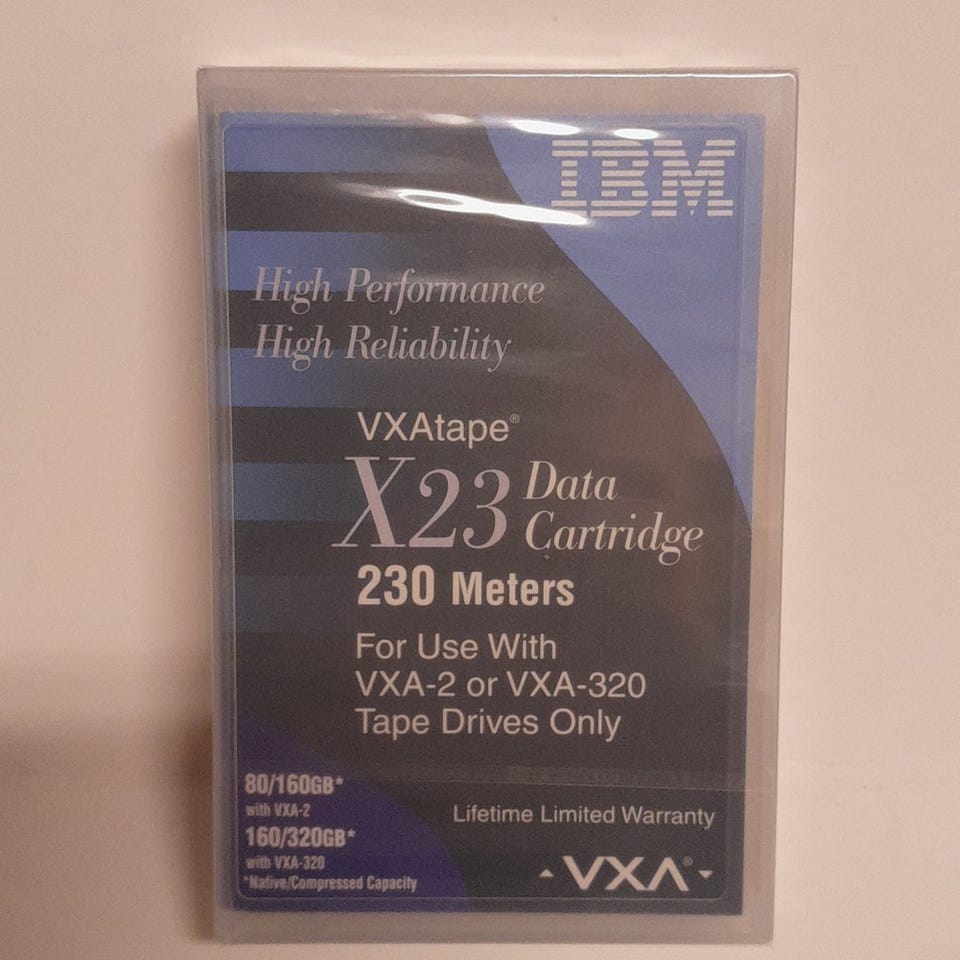 IBM
High Performance
High Reliability
VXAtape®
X23 Data
Cartridge
230 Meters
For Use With
VXA-2 or VXA-320
Tape Drives Only
80/160GB*
with VXA-2
160/320GB*
with VXA-320
*Native/Compressed Capacity
Lifetime Limited Warranty
VXA®